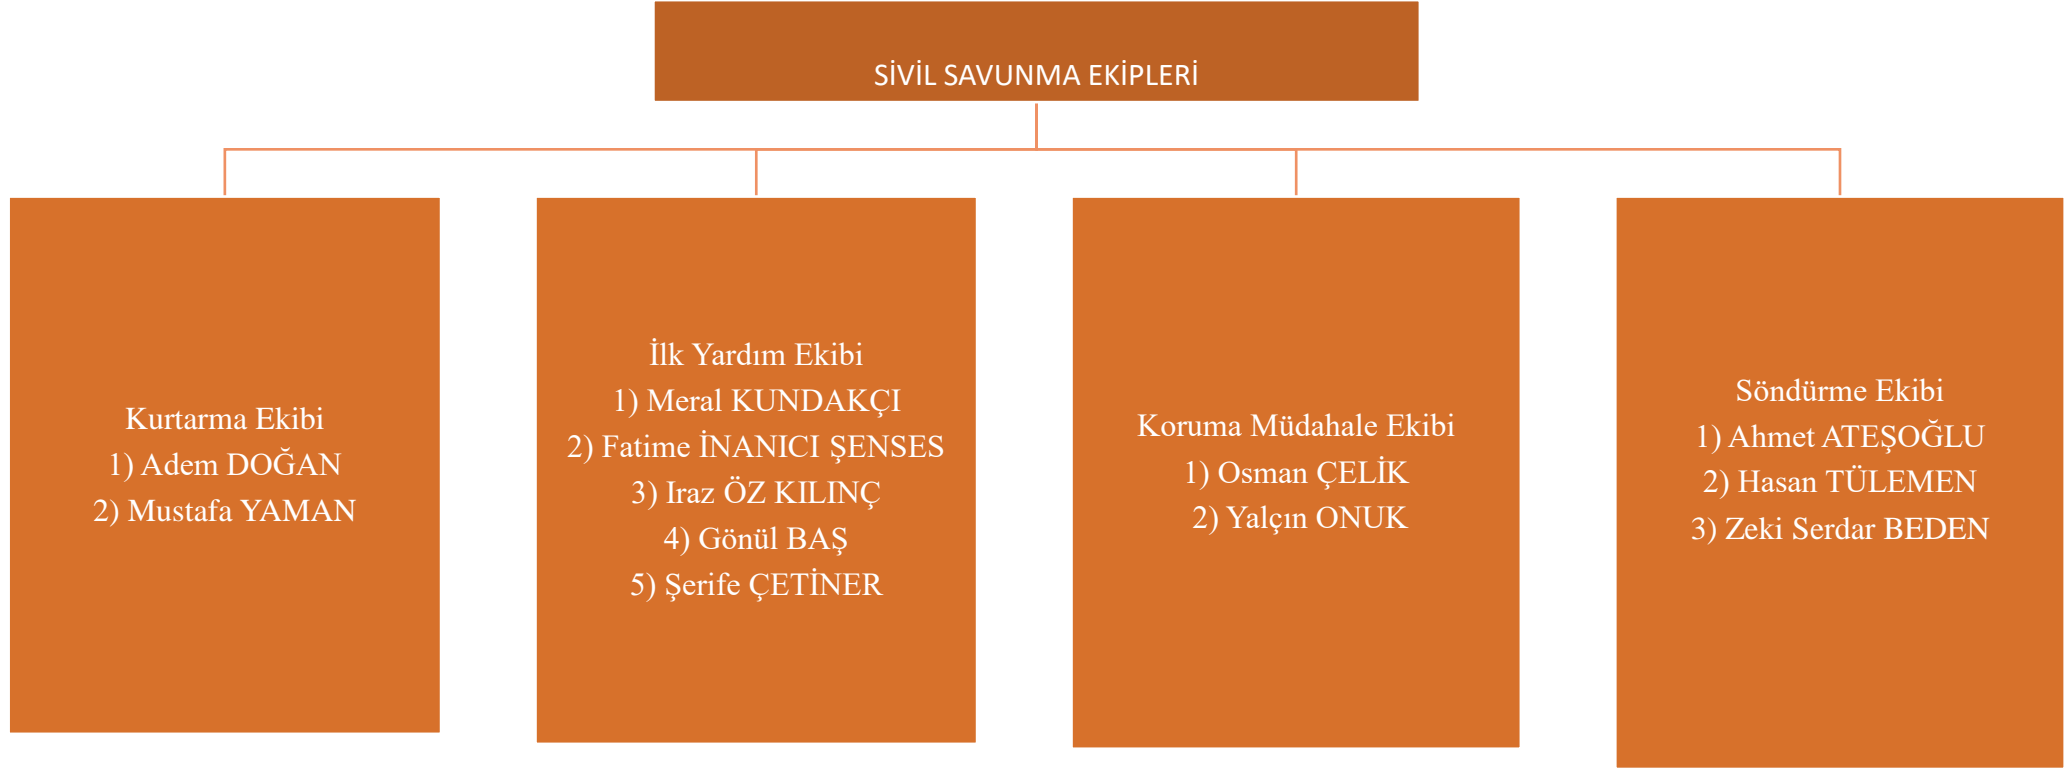 SİVİL SAVUNMA EKİPLERİ
Kurtarma Ekibi
1) Adem DOĞAN
2) Mustafa YAMAN
İlk Yardım Ekibi
1) Meral KUNDAKÇI
2) Fatime İNANICI ŞENSES
3) Iraz ÖZ KILINÇ
4) Gönül BAŞ
5) Şerife ÇETİNER
Koruma Müdahale Ekibi
1) Osman ÇELİK
2) Yalçın ONUK
Söndürme Ekibi
1) Ahmet ATEŞOĞLU
2) Hasan TÜLEMEN
3) Zeki Serdar BEDEN